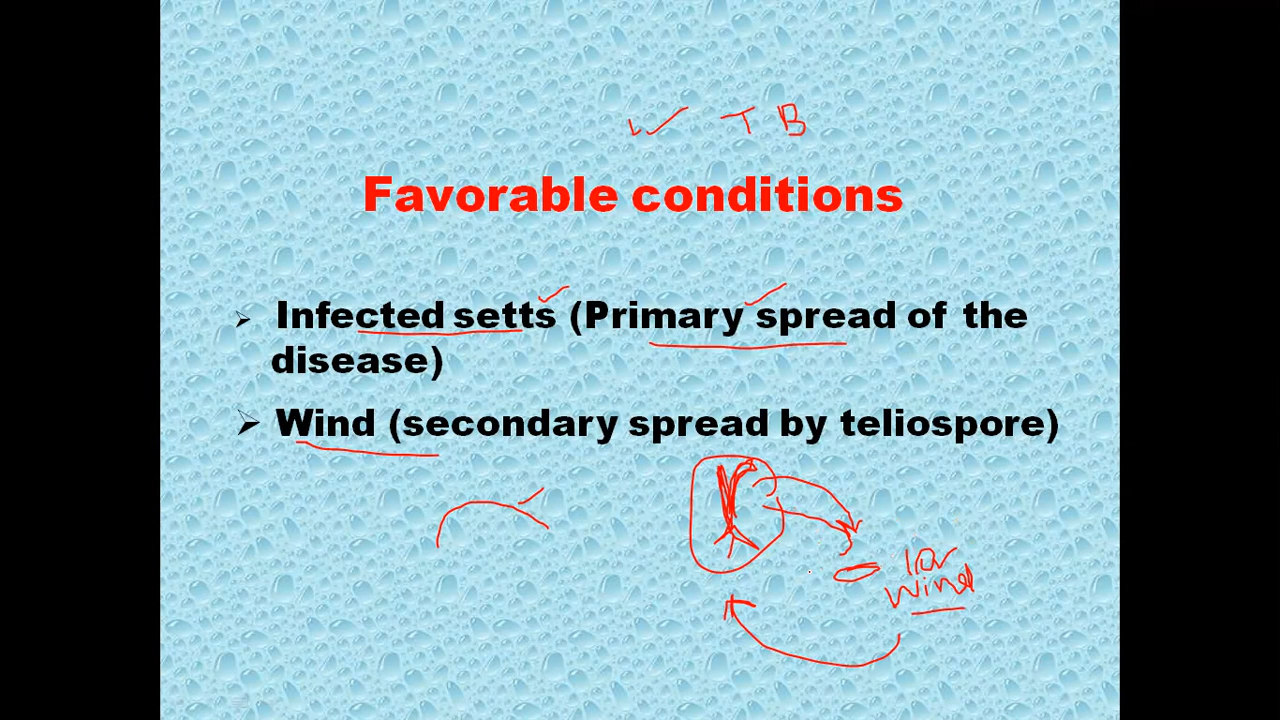 T B
Favorable conditions
➢ Infected setts (Primary spread of the
disease)
➢ Wind (secondary spread by teliospore)
wind